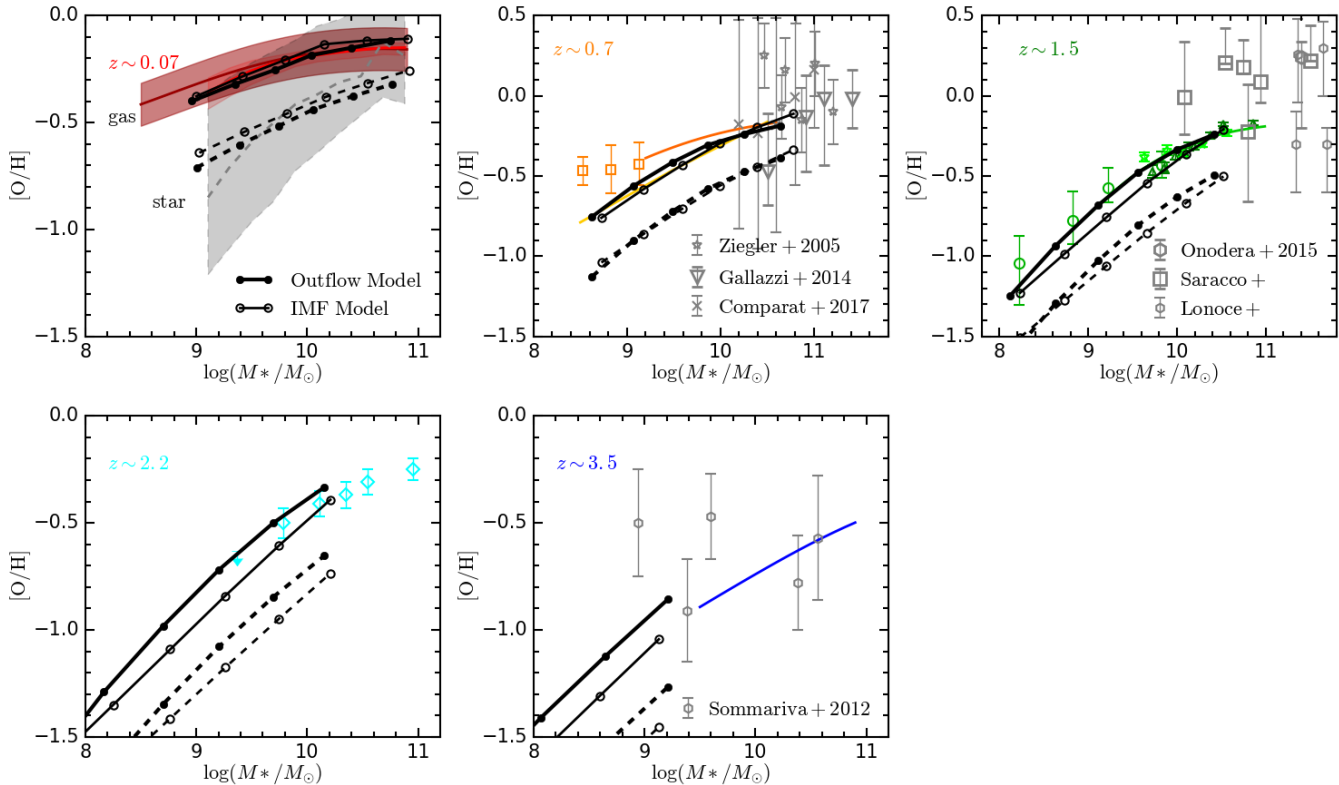 0.0
−0.5
−1.0
−1.5
[O/H]
z ∼ 0.07
gas
star
Outflow Model
IMF Model
8 9 10 11
log(M∗/M⊙)
0.5
0.0
−0.5
−1.0
−1.5
[O/H]
z ∼ 0.7
Ziegler + 2005
Gallazzi + 2014
Comparat + 2017
8 9 10 11
log(M∗/M⊙)
0.5
0.0
−0.5
−1.0
−1.5
[O/H]
z ∼ 1.5
Onodera + 2015
Saracco +
Lonoce +
8 9 10 11
log(M∗/M⊙)
0.0
−0.5
−1.0
−1.5
[O/H]
z ∼ 2.2
8 9 10 11
log(M∗/M⊙)
0.0
−0.5
−1.0
−1.5
[O/H]
z ∼ 3.5
Sommariva + 2012
8 9 10 11
log(M∗/M⊙)